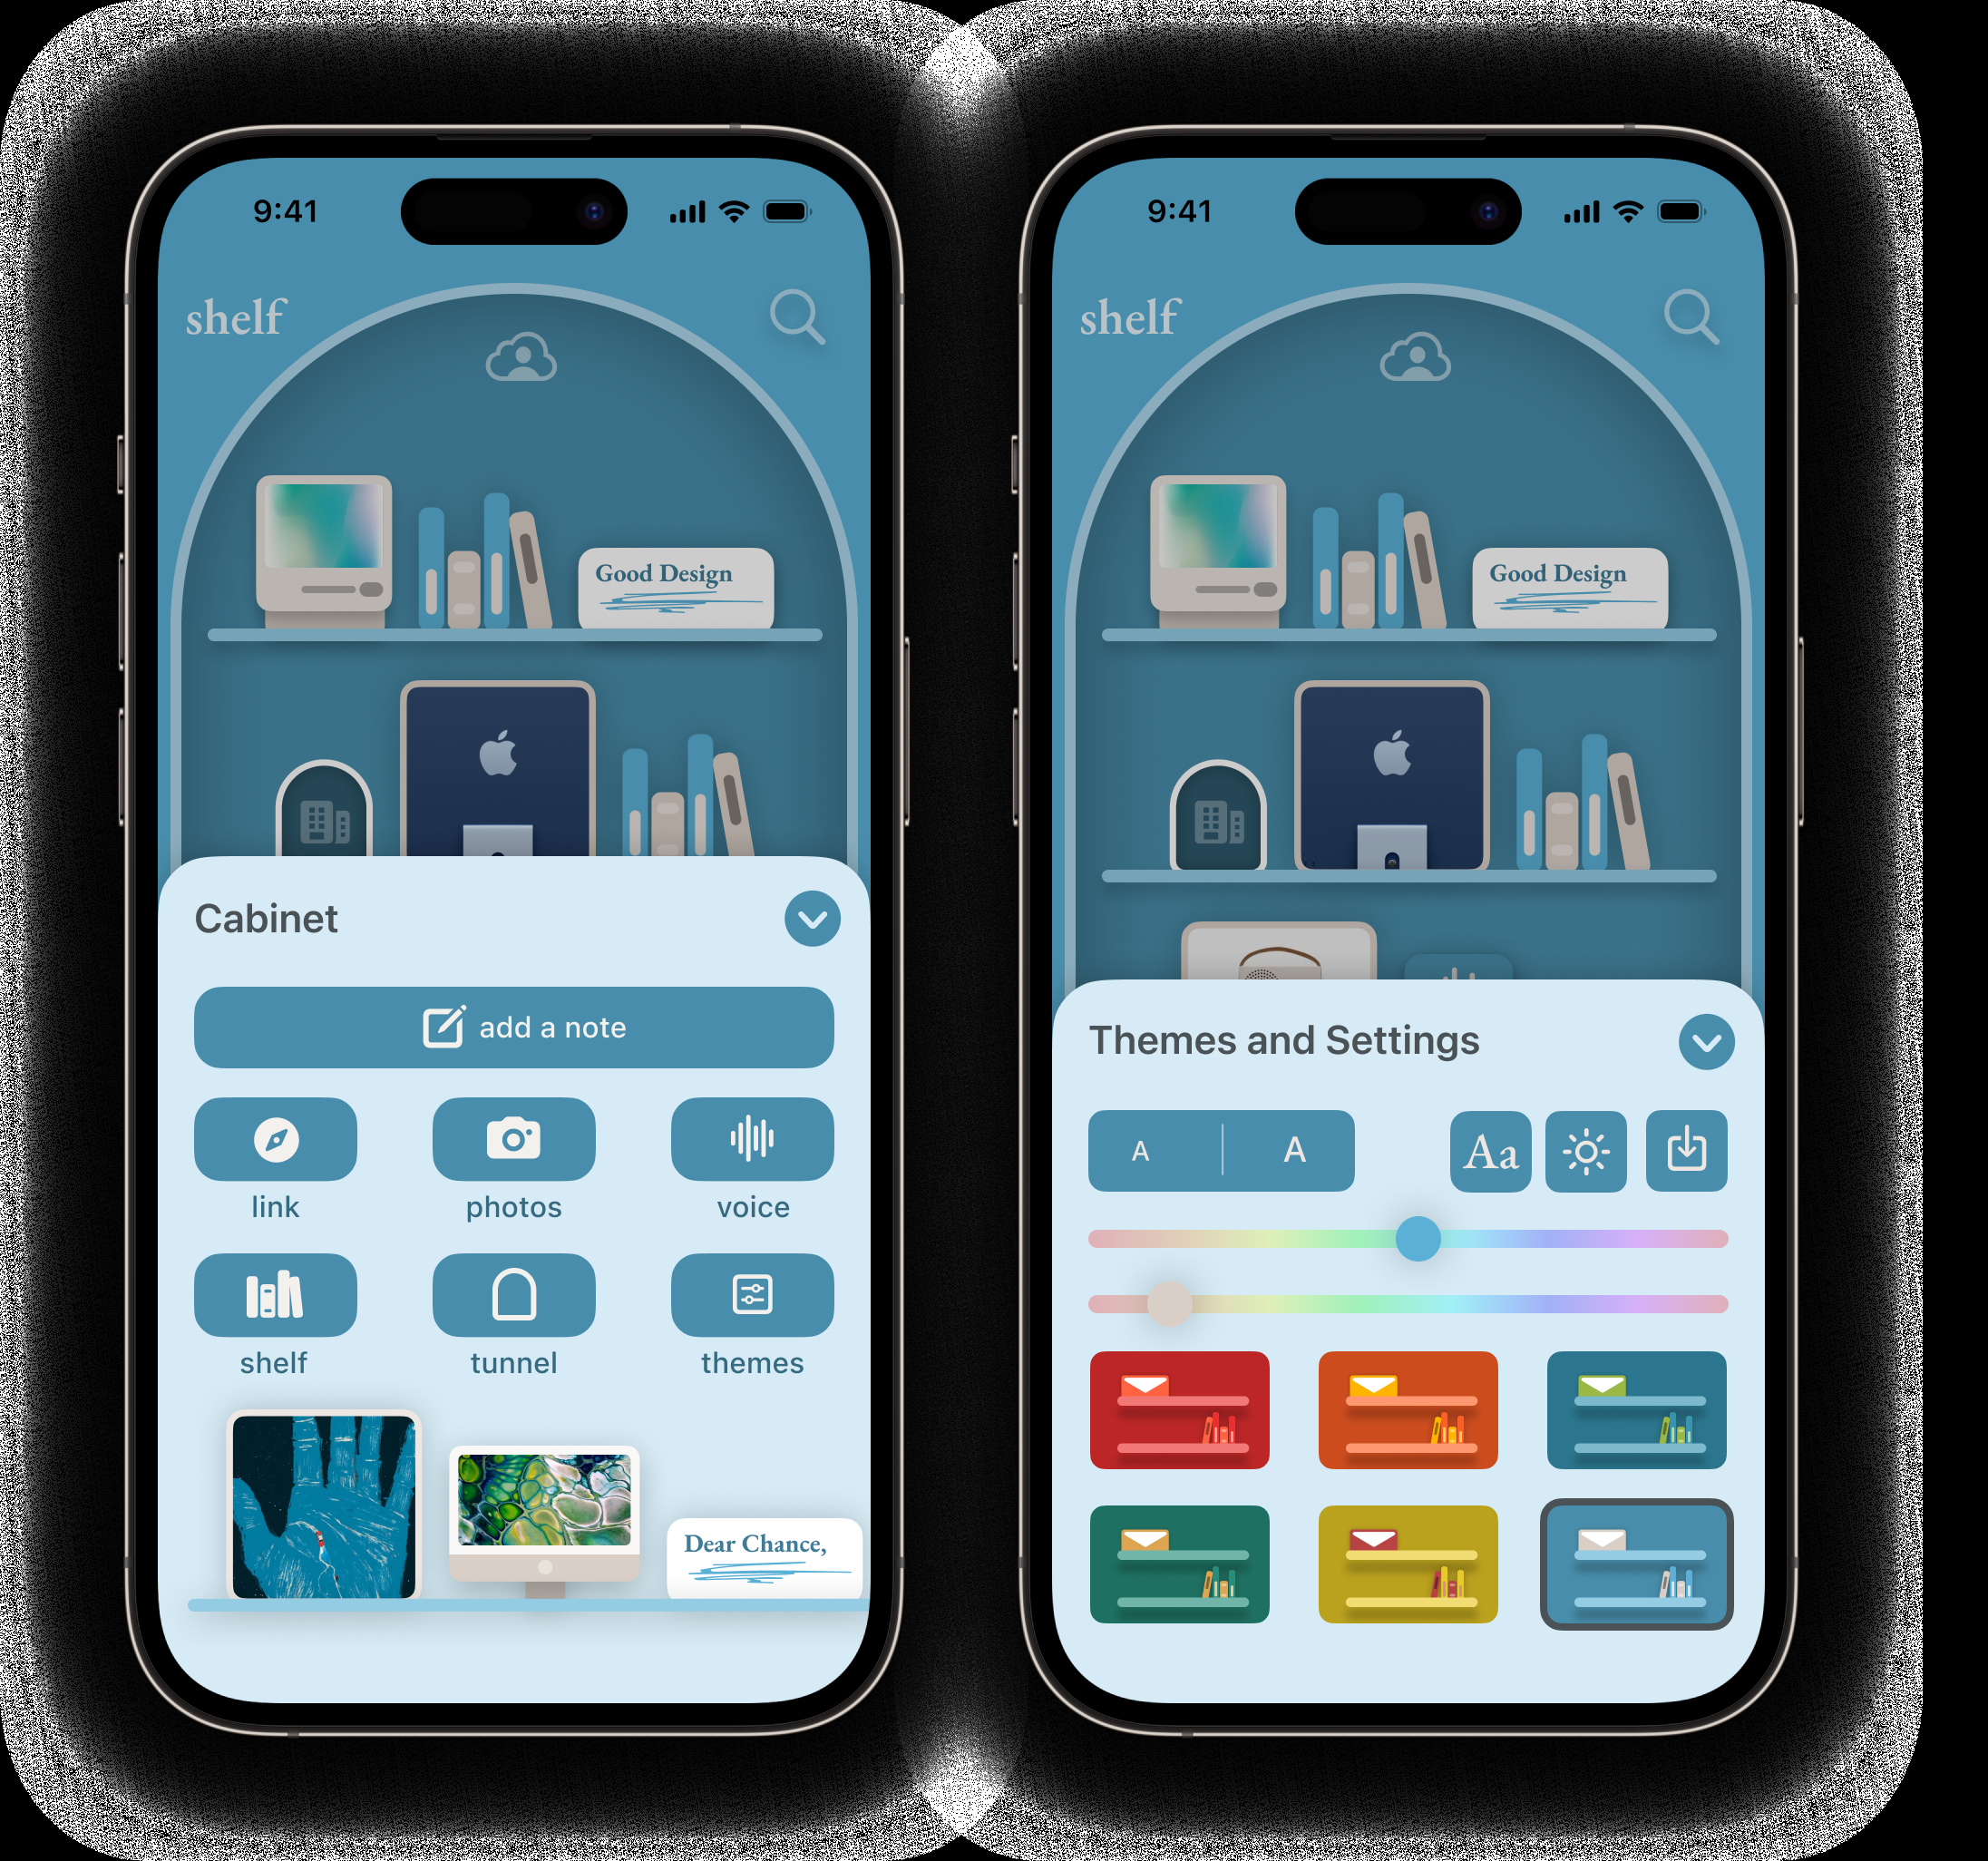 9:41
shelf
Good Design
Cabinet
add a note
link
photos
voice
shelf
tunnel
themes
Dear Chance,
9:41
shelf
Good Design
Themes and Settings
A
A
Aa